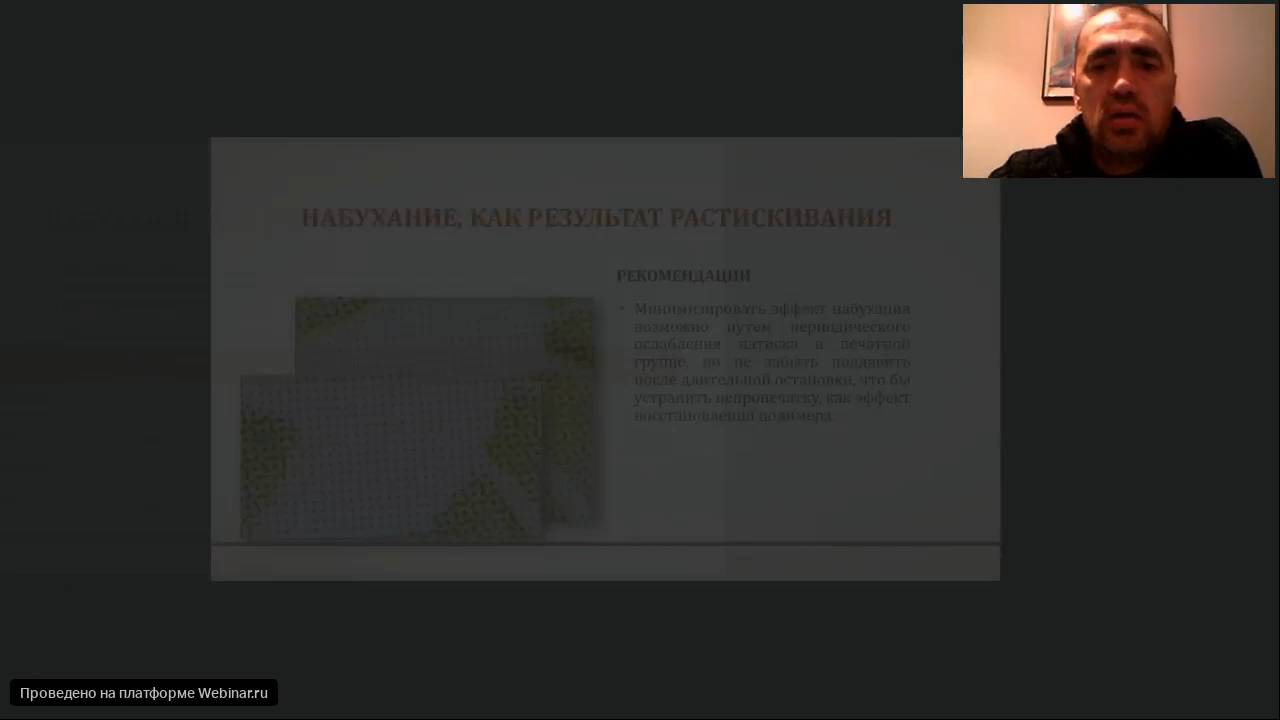 НАБУХАНИЕ, КАК РЕЗУЛЬТАТ РАСТИСКИВАНИЯ
РЕКОМЕНДАЦИИ
• Минимизировать эффект набухания
возможно путем периодического
ослабления натиска в печатной
группе, но не забыть поддавить
после длительной остановки, что бы
устранить непропечатку, как эффект
восстановления полимера.
Проведено на платформе Webinar.ru